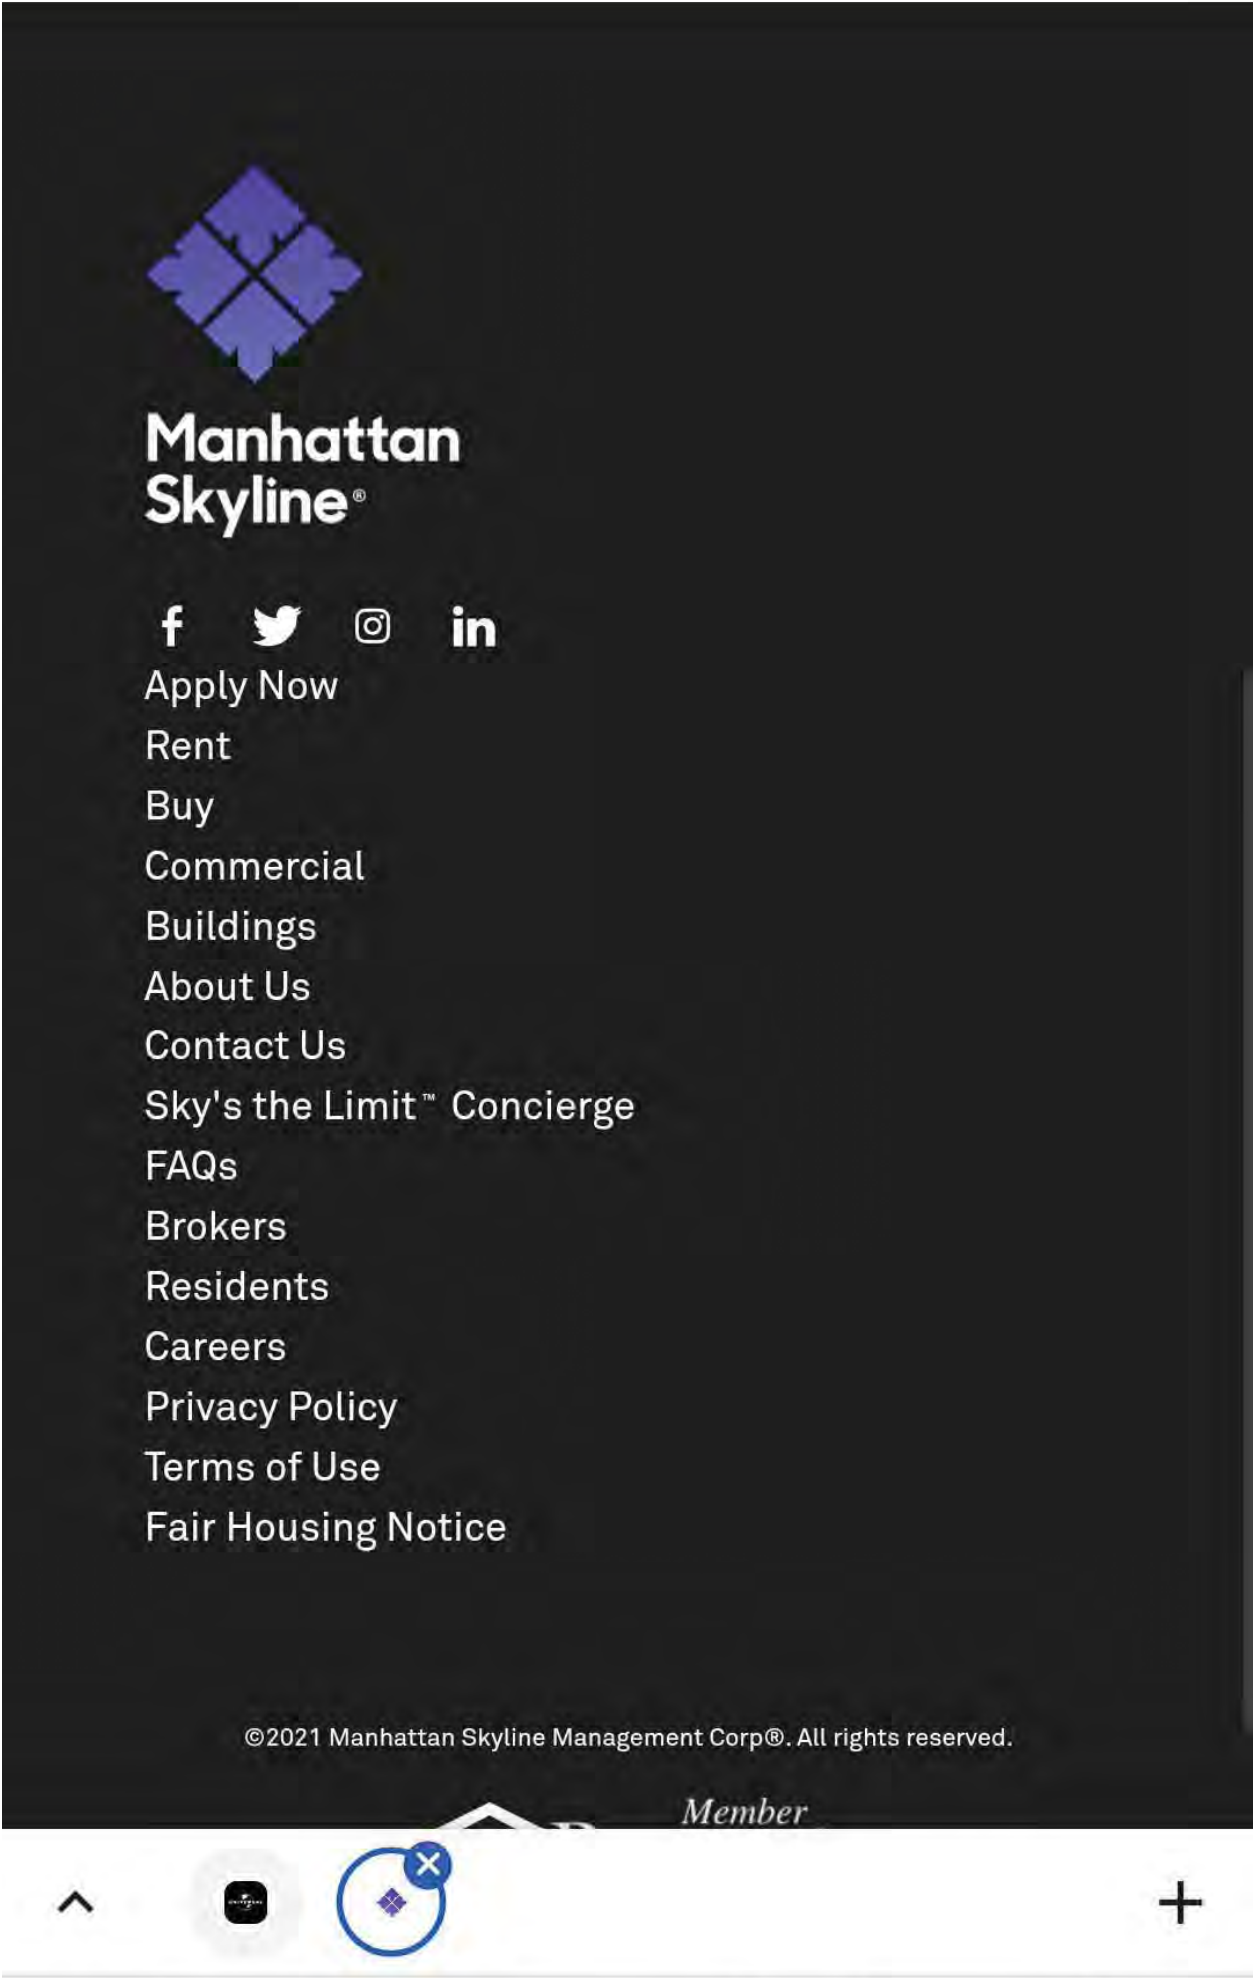 Manhattan
Skyline®
Apply Now
Rent
Buy
Commercial
Buildings
About Us
Contact Us
Sky's the Limit™ Concierge
FAQs
Brokers
Residents
Careers
Privacy Policy
Terms of Use
Fair Housing Notice
©2021 Manhattan Skyline Management Corp®. All rights reserved.
Member
UNIVERSAL